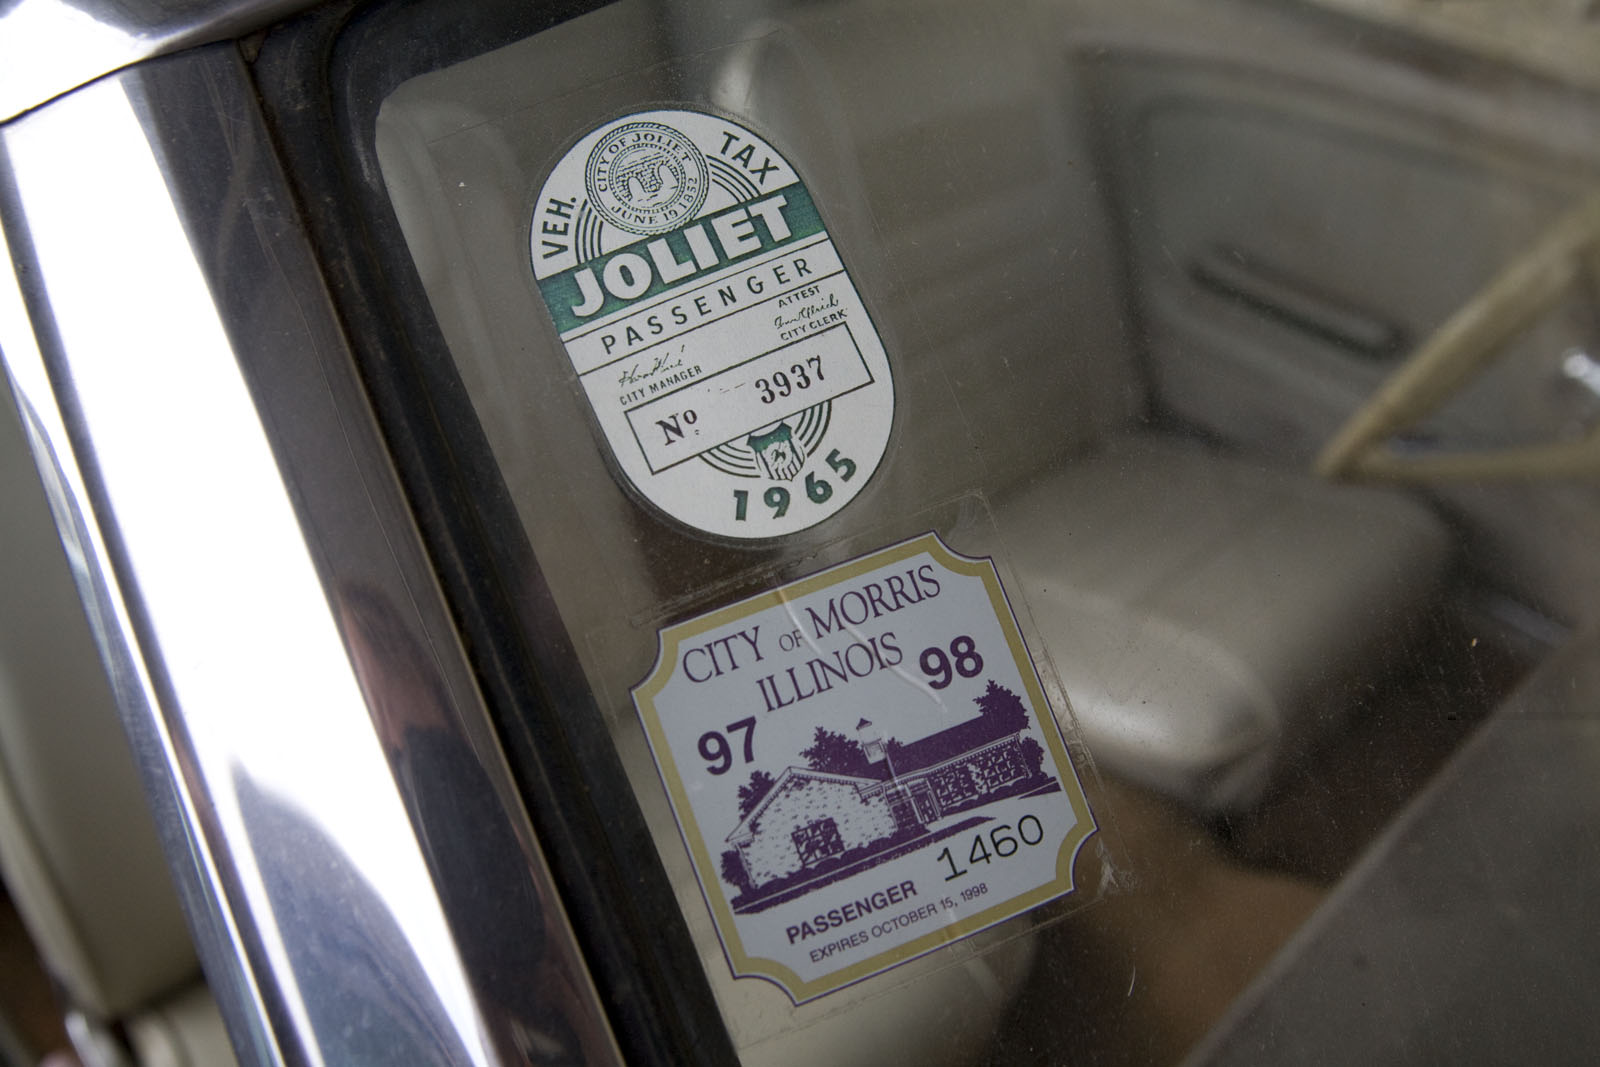 VEH. TAX
CITY OF JOLIET
JUNE 19 1852
JOLIET
PASSENGER
ATTEST
CITY CLERK
CITY MANAGER
No 3937
1965
CITY OF MORRIS
ILLINOIS
97 98
1460
PASSENGER
EXPIRES OCTOBER 15, 1998